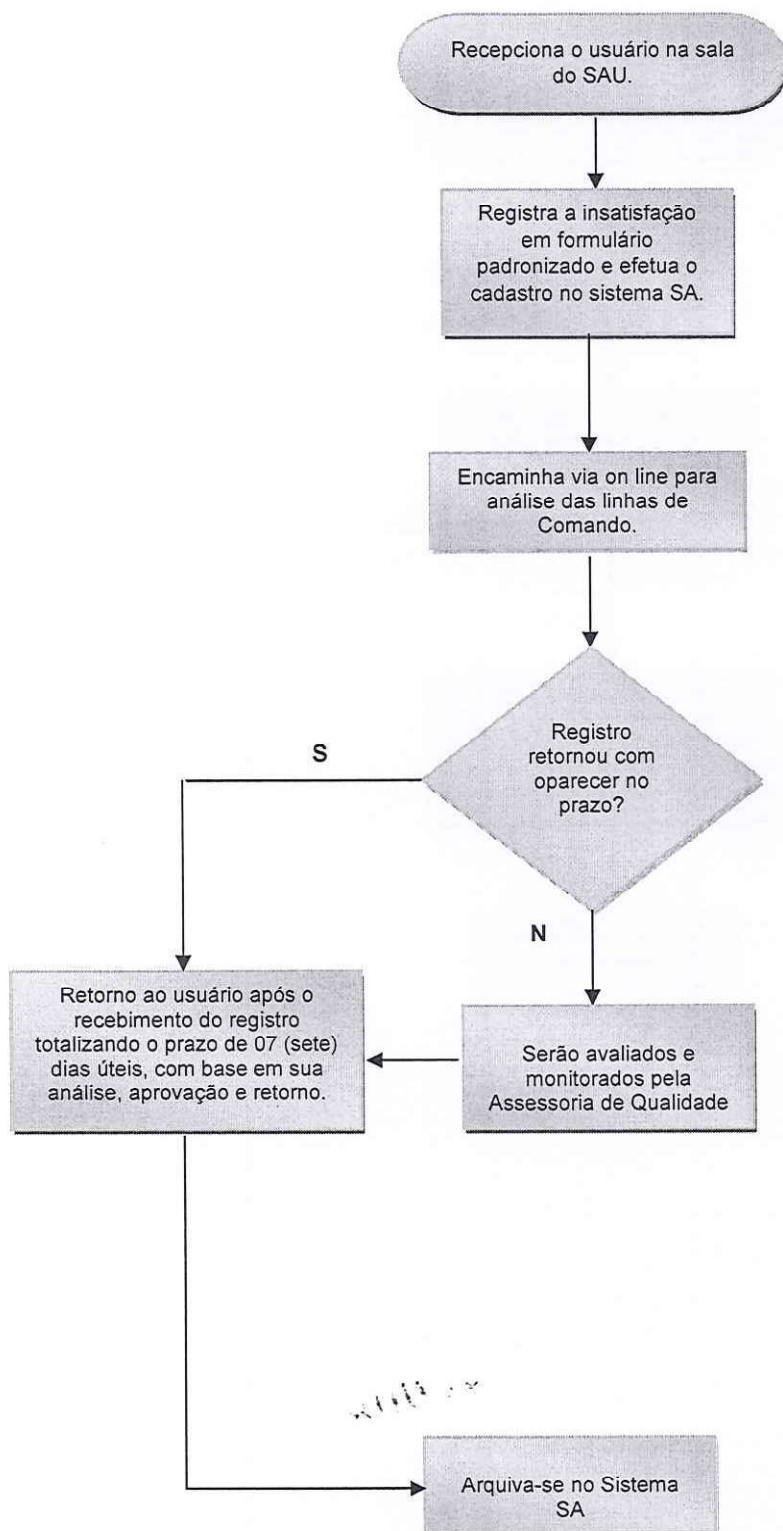 Recepciona o usuário na sala
do SAU.
Registra a insatisfação
em formulário
padronizado e efetua o
cadastro no sistema SA.
Encaminha via on line para
análise das linhas de
Comando.
Registro
retornou com
oparecer no
prazo?
S
N
Retorno ao usuário após o
recebimento do registro
totalizando o prazo de 07 (sete)
dias úteis, com base em sua
análise, aprovação e retorno.
Serão avaliados e
monitorados pela
Assessoria de Qualidade
Arquiva-se no Sistema
SA